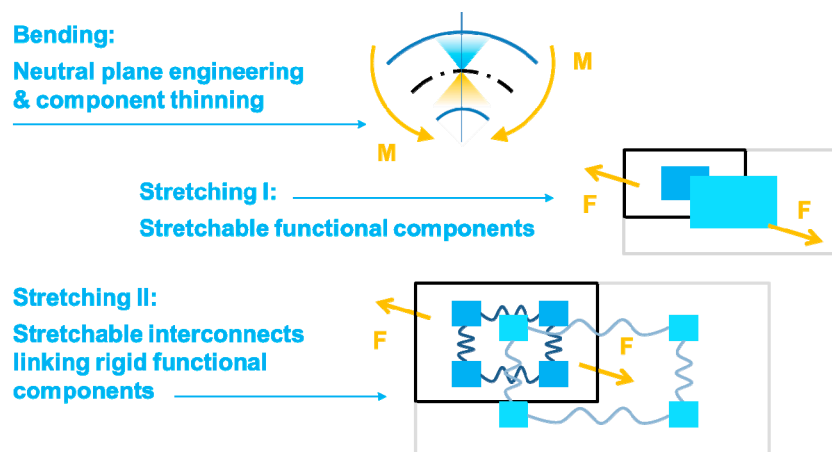 Bending:
Neutral plane engineering
& component thinning
M
M
Stretching I:
Stretchable functional components
F
F
Stretching II:
Stretchable interconnects
linking rigid functional
components
F
F